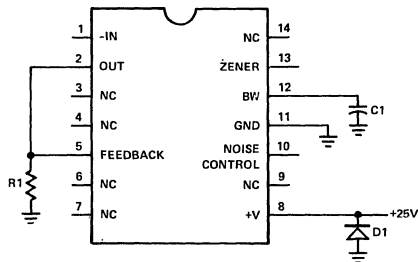 1 -IN
2 OUT
3 NC
4 NC
5 FEEDBACK
6 NC
7 NC
R1
NC 14
ZENER 13
BW 12
GND 11
NOISE CONTROL 10
NC 9
+V 8
C1
+25V
D1